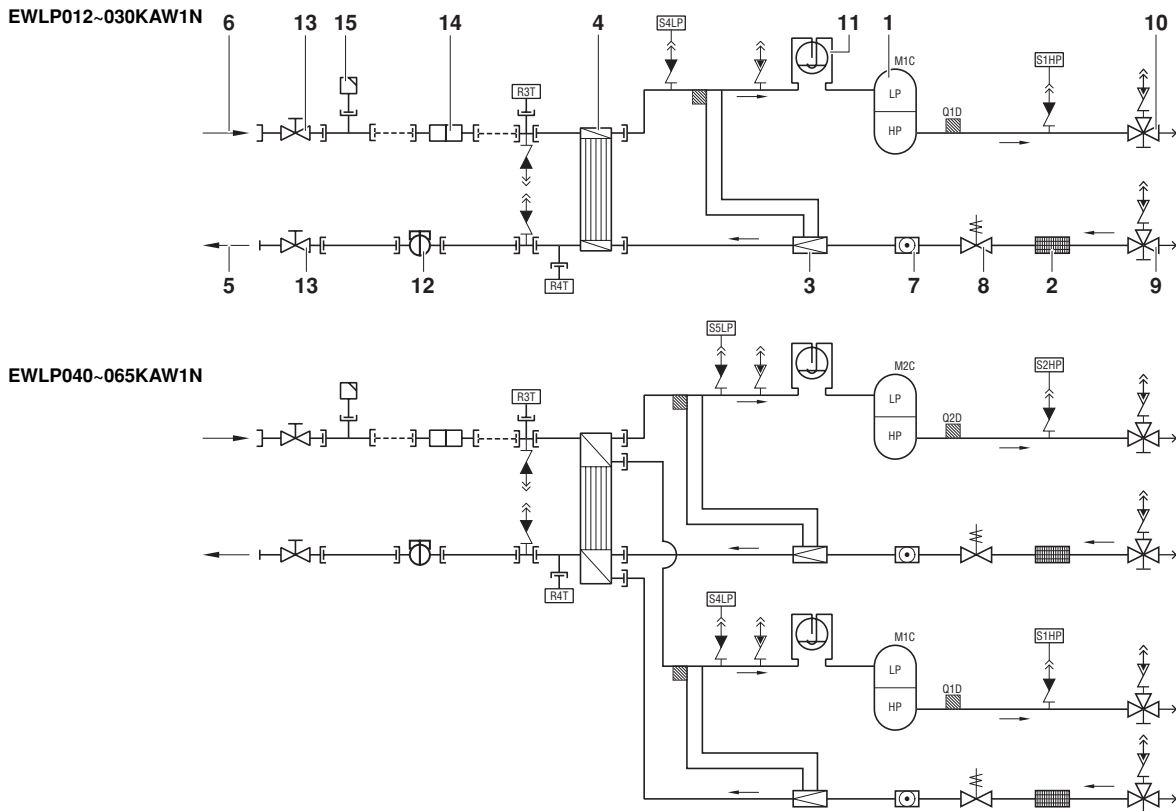 EWLP012~030KAW1N
6 13 15 14 4 S4LP 11 1 10
M1C
S1HP
R3T
LP
Q1D
HP
5 13 12 R4T 3 7 8 2 9
EWLP040~065KAW1N
S5LP
M2C
S2HP
R3T
LP
Q2D
HP
R4T
S4LP
M1C
S1HP
LP
Q1D
HP